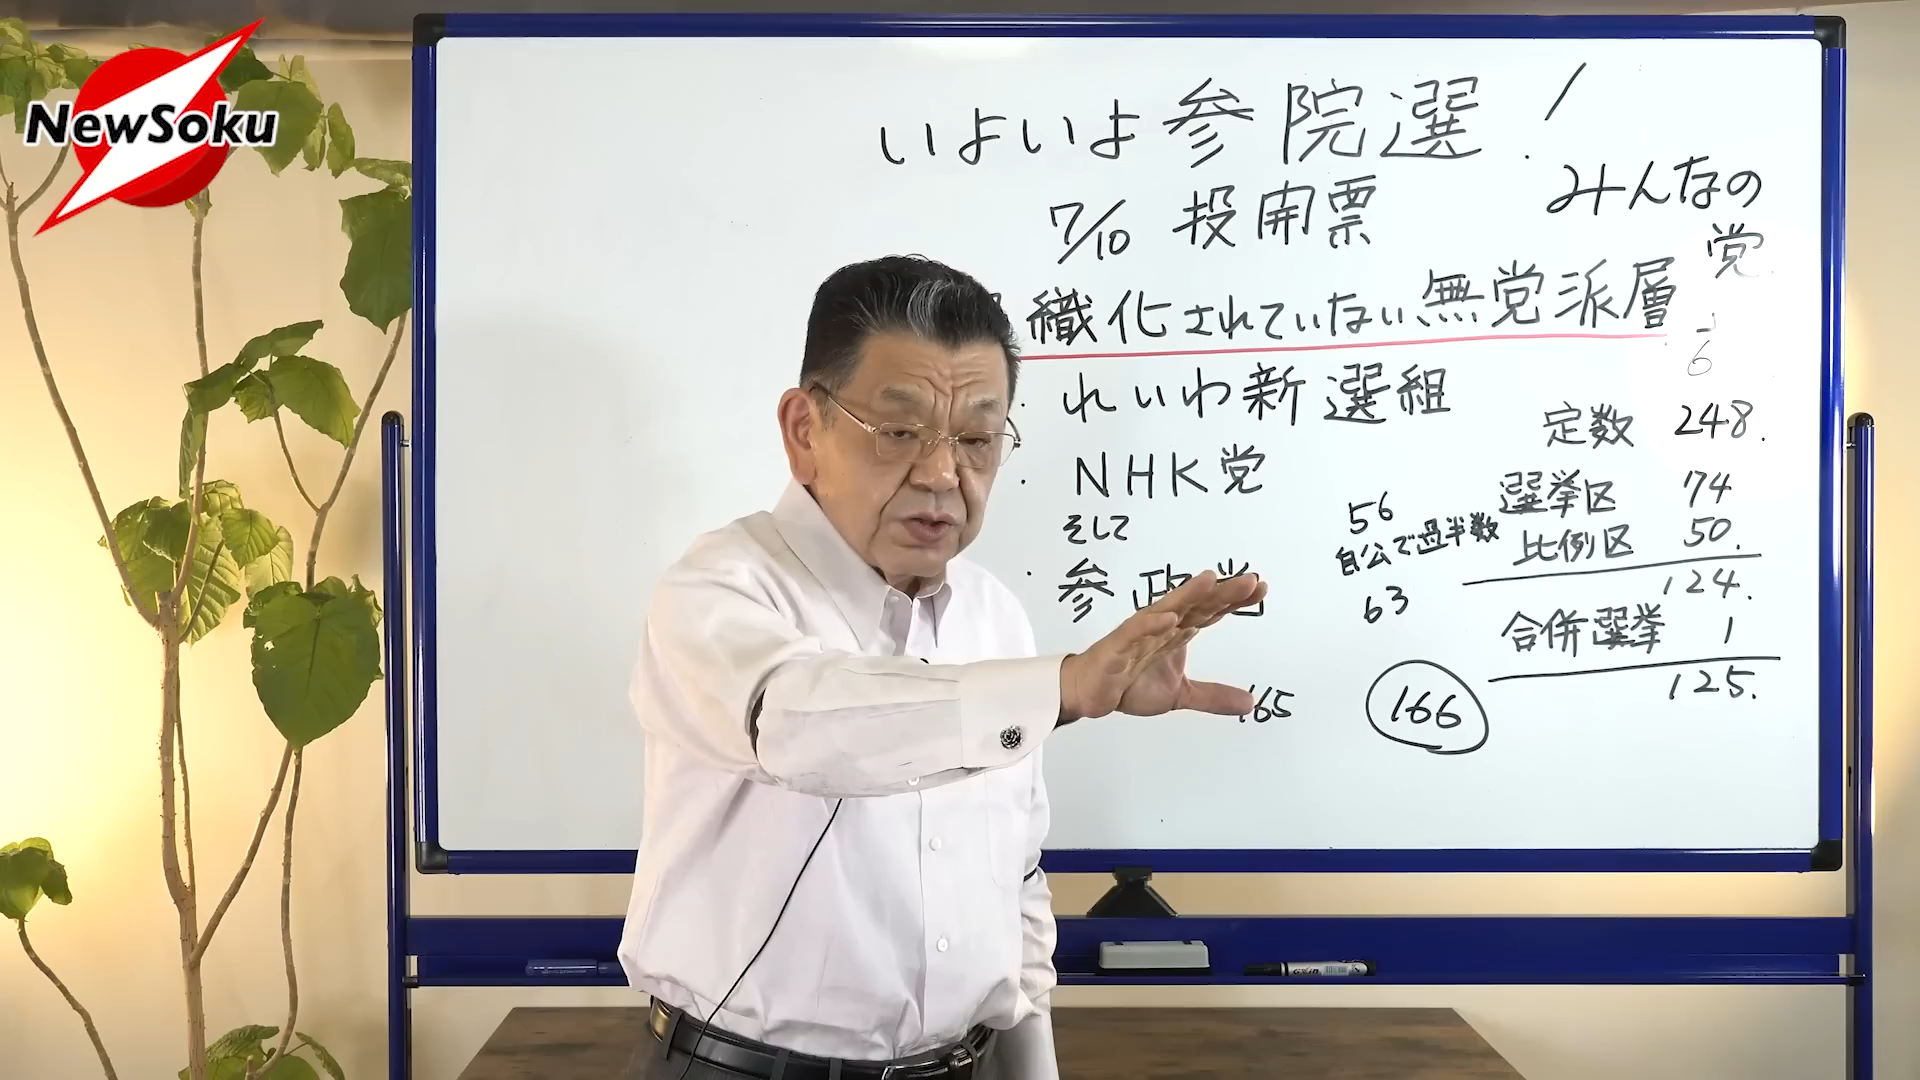 NewSoku
いよいよ参院選!
7/10 投開票
みんなの
党
織化されていない無党派層
6
・れいわ新選組
定数 248.
・NHK党
選挙区 74
そして
56
自公で過半数
比例区 50.
・参政党
63
124.
合併選挙 1
165
166
125.